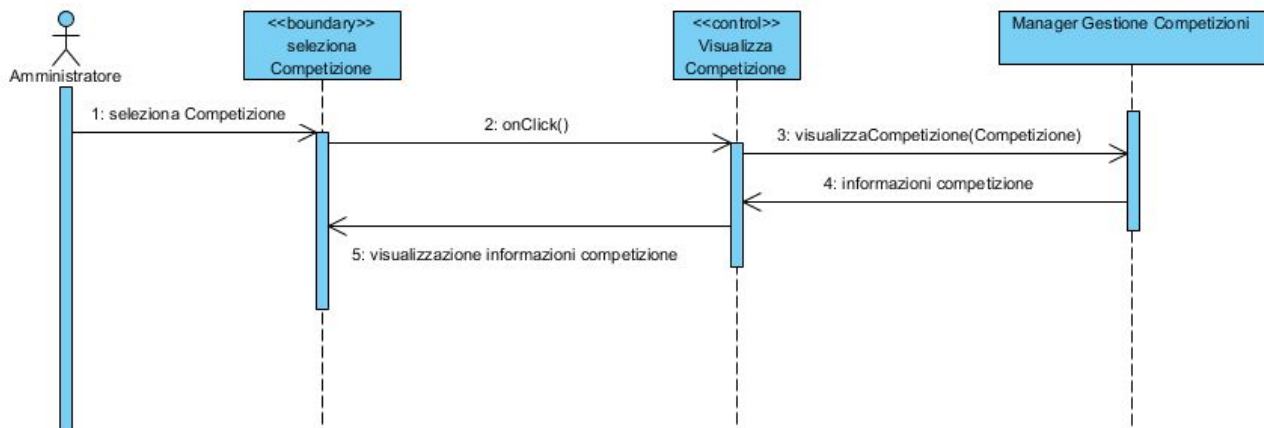 Amministratore
<<boundary>>
seleziona
Competizione
<<control>>
Visualizza
Competizione
Manager Gestione Competizioni
1: seleziona Competizione
2: onClick()
3: visualizzaCompetizione(Competizione)
4: informazioni competizione
5: visualizzazione informazioni competizione